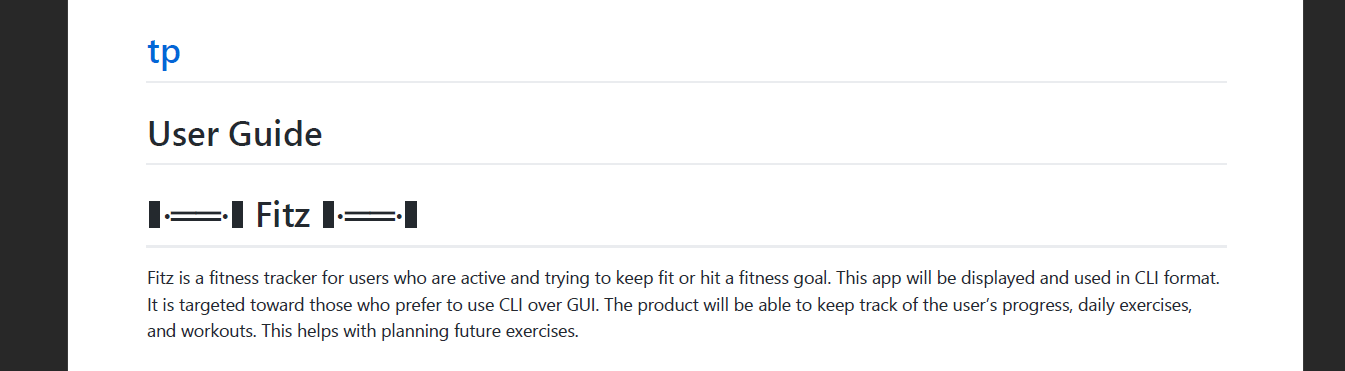 tp
User Guide
▐·═══·▌ Fitz ▐·═══·▌
Fitz is a fitness tracker for users who are active and trying to keep fit or hit a fitness goal. This app will be displayed and used in CLI format.
It is targeted toward those who prefer to use CLI over GUI. The product will be able to keep track of the user’s progress, daily exercises,
and workouts. This helps with planning future exercises.